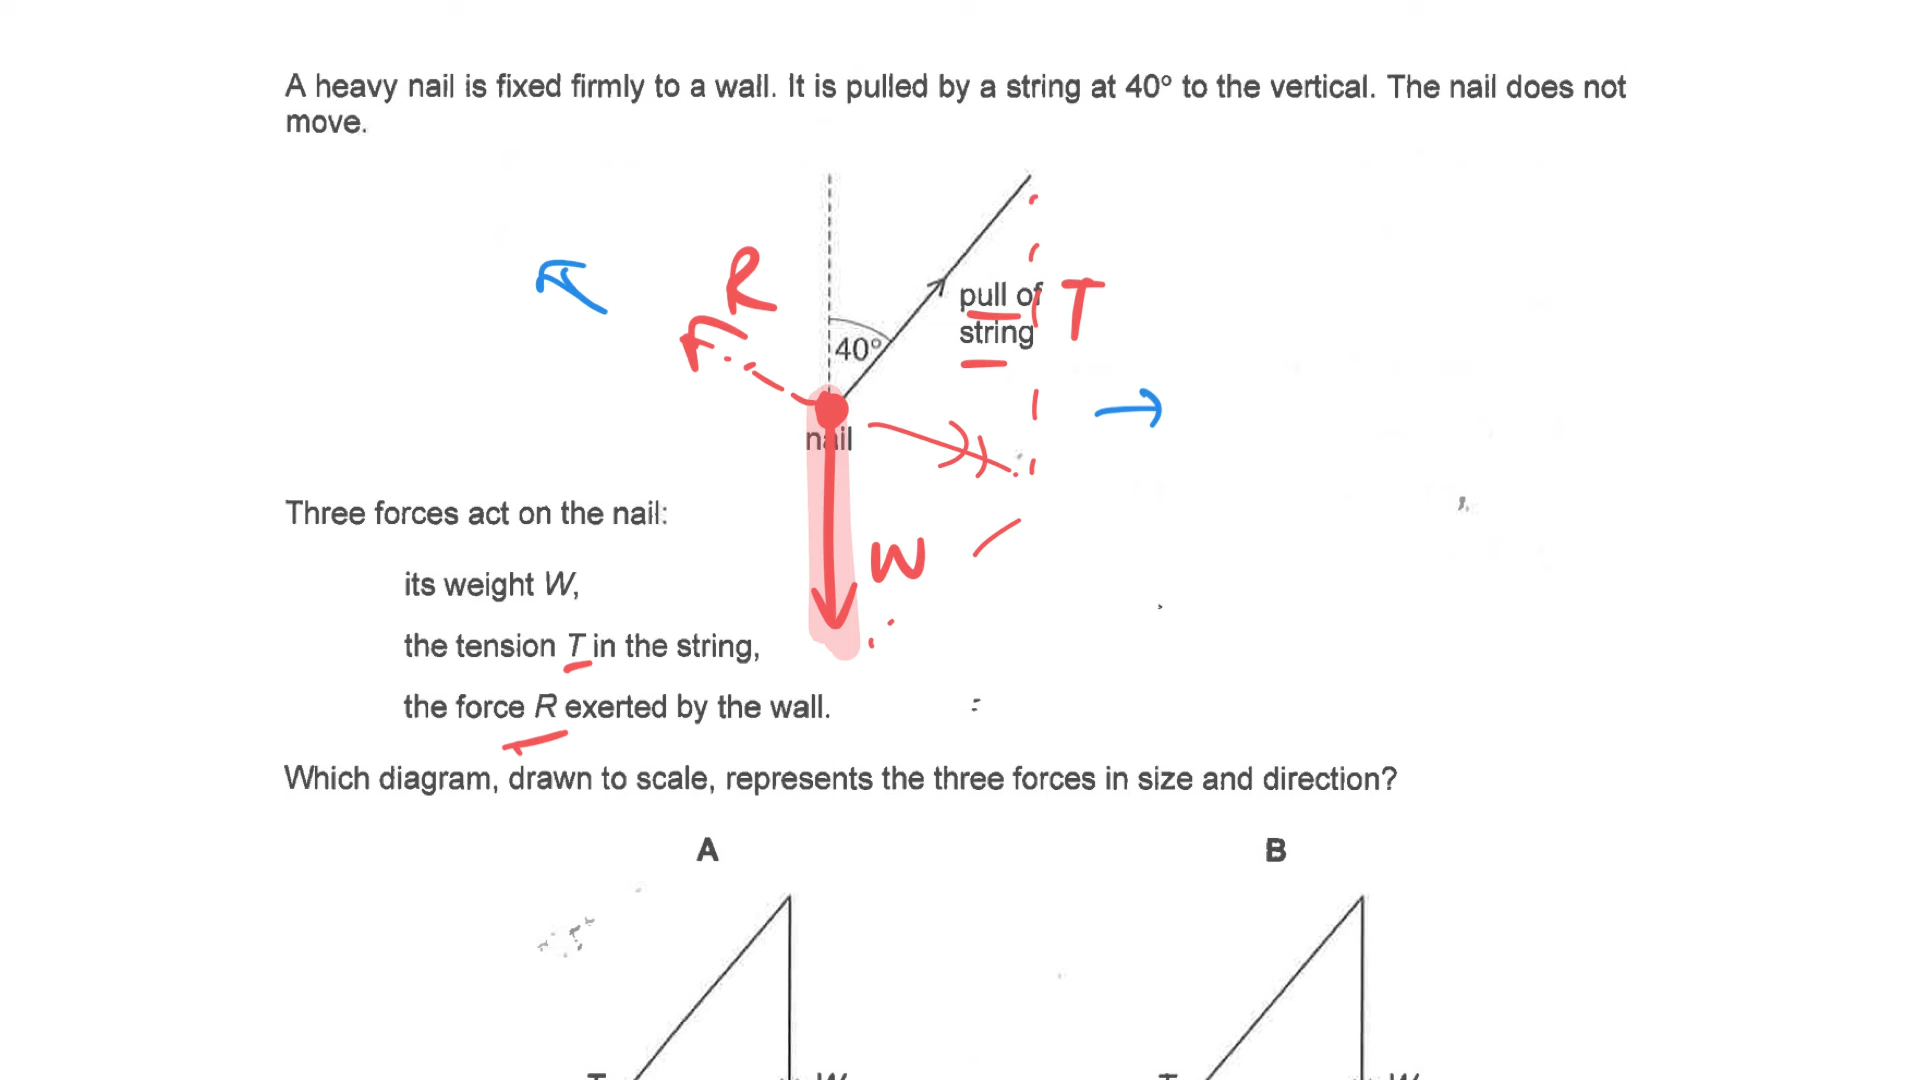 A heavy nail is fixed firmly to a wall. It is pulled by a string at 40° to the vertical. The nail does not
move.
R
pull of
string
T
40°
nail
Three forces act on the nail:
W
its weight W,
the tension T in the string,
the force R exerted by the wall.
Which diagram, drawn to scale, represents the three forces in size and direction?
A
B
T
W
T
W